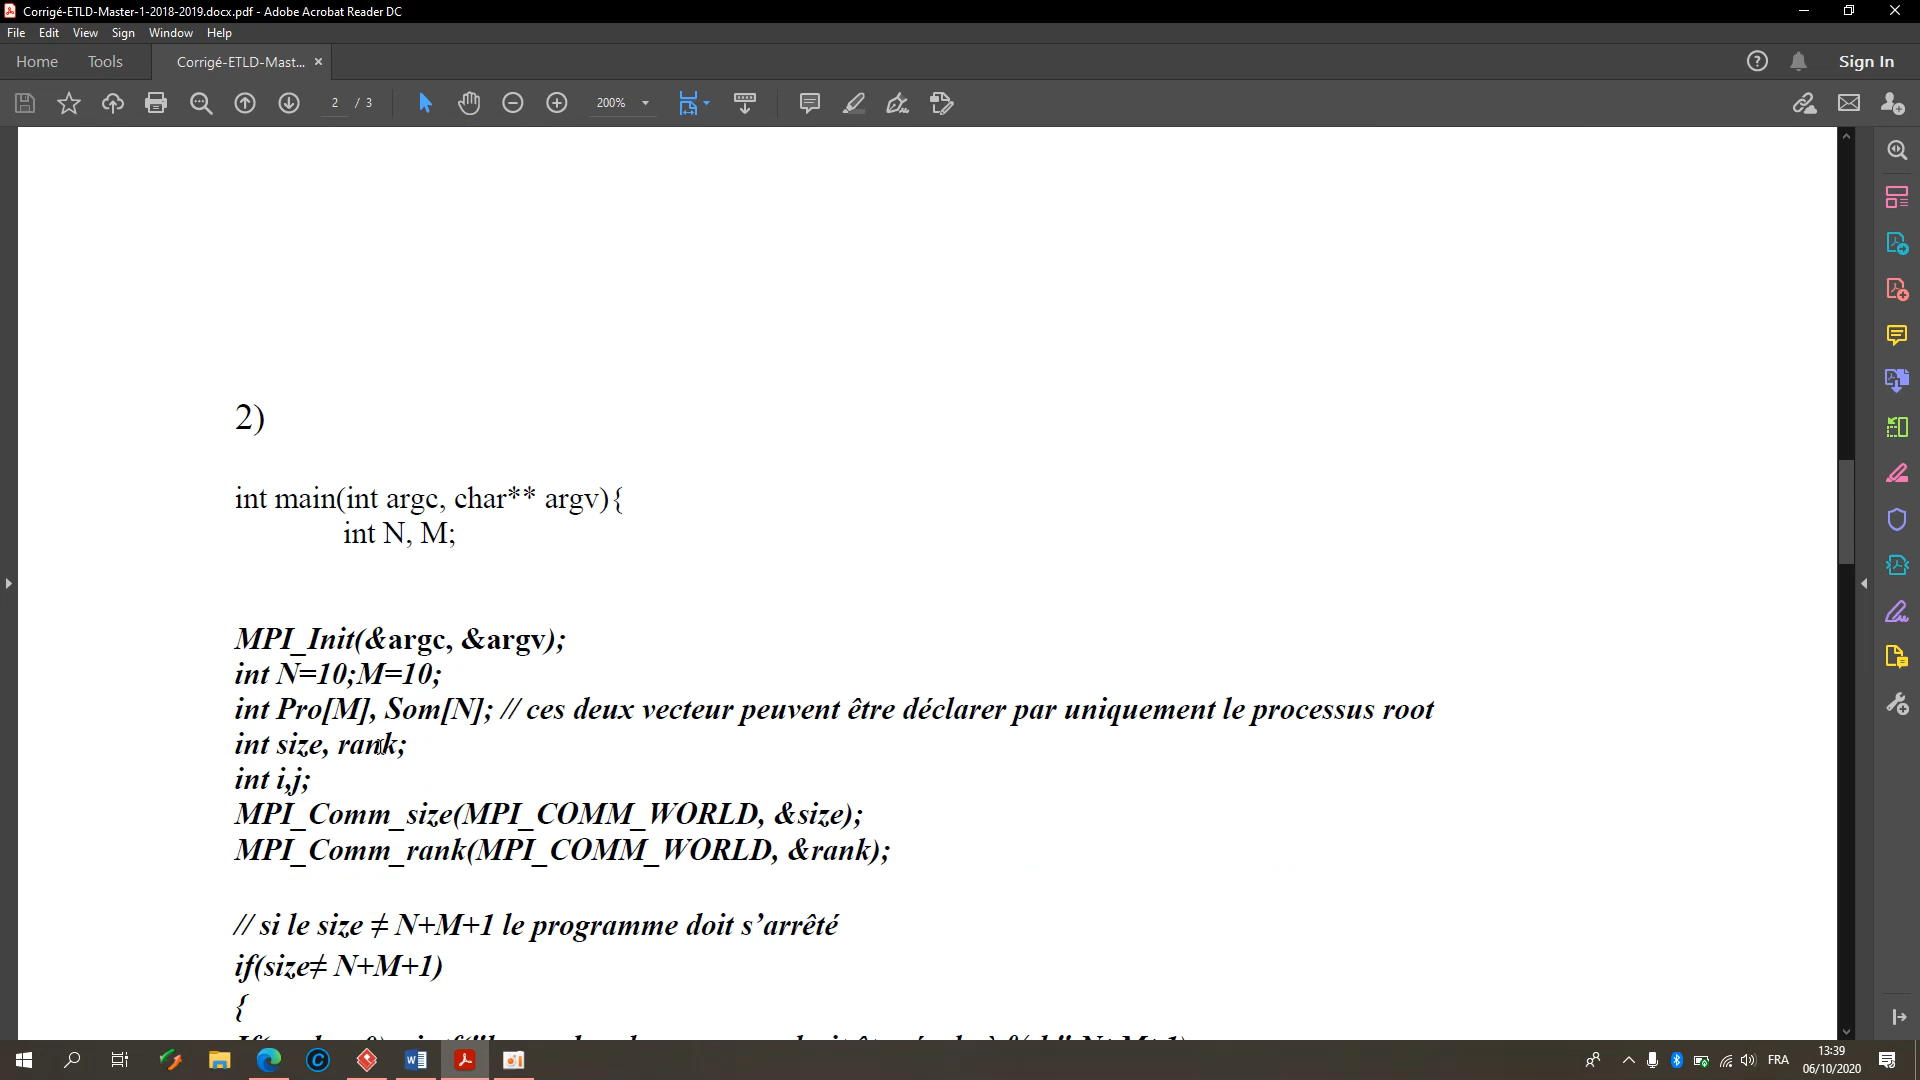 Corrigé-ETLD-Master-1-2018-2019.docx.pdf - Adobe Acrobat Reader DC
File Edit View Sign Window Help
Home Tools Corrigé-ETLD-Mast... × Sign In
2 / 3 200%
2)
int main(int argc, char** argv){
int N, M;
MPI_Init(&argc, &argv);
int N=10;M=10;
int Pro[M], Som[N]; // ces deux vecteur peuvent être déclarer par uniquement le processus root
int size, rank;
int i,j;
MPI_Comm_size(MPI_COMM_WORLD, &size);
MPI_Comm_rank(MPI_COMM_WORLD, &rank);
// si le size ≠ N+M+1 le programme doit s’arrêté
if(size≠ N+M+1)
{
FRA
13:39
06/10/2020